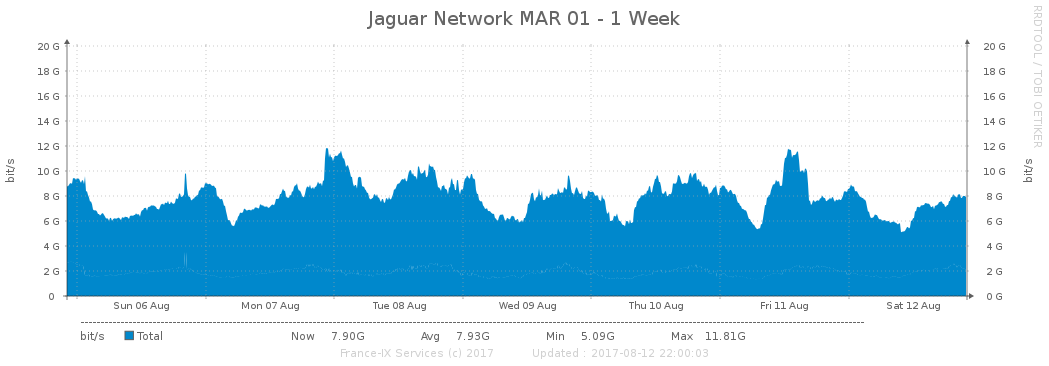 Jaguar Network MAR 01 - 1 Week
RRDTOOL / TOBI OETIKER
bit/s
bit/s
20 G 20 G
18 G 18 G
16 G 16 G
14 G 14 G
12 G 12 G
10 G 10 G
8 G 8 G
6 G 6 G
4 G 4 G
2 G 2 G
0 0 G
Sun 06 Aug Mon 07 Aug Tue 08 Aug Wed 09 Aug Thu 10 Aug Fri 11 Aug Sat 12 Aug
bit/s Total Now 7.90G Avg 7.93G Min 5.09G Max 11.81G
France-IX Services (c) 2017 Updated : 2017-08-12 22:00:03